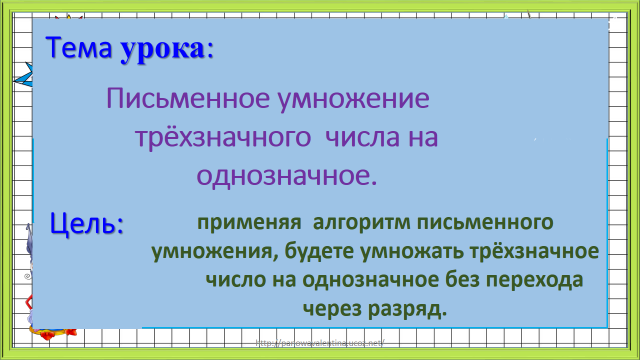 Тема урока:
Письменное умножение
трёхзначного числа на
однозначное.
Цель:
применяя алгоритм письменного
умножения, будете умножать трёхзначное
число на однозначное без перехода
через разряд.
http://panowavalentina.ucoz.net/